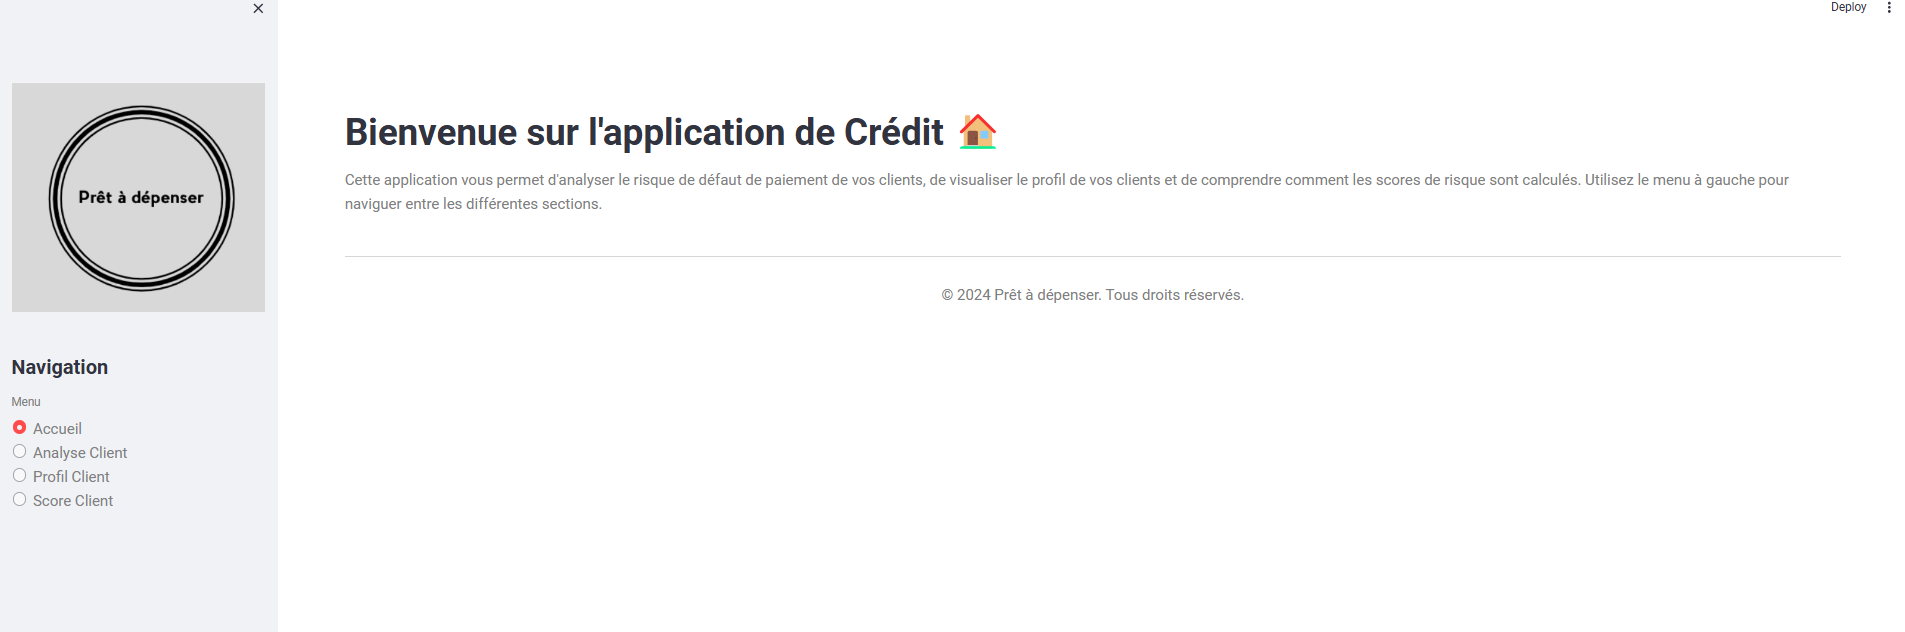 Deploy
Prêt à dépenser
Navigation
Menu
Accueil
Analyse Client
Profil Client
Score Client
Bienvenue sur l'application de Crédit
Cette application vous permet d'analyser le risque de défaut de paiement de vos clients, de visualiser le profil de vos clients et de comprendre comment les scores de risque sont calculés. Utilisez le menu à gauche pour
naviguer entre les différentes sections.
© 2024 Prêt à dépenser. Tous droits réservés.